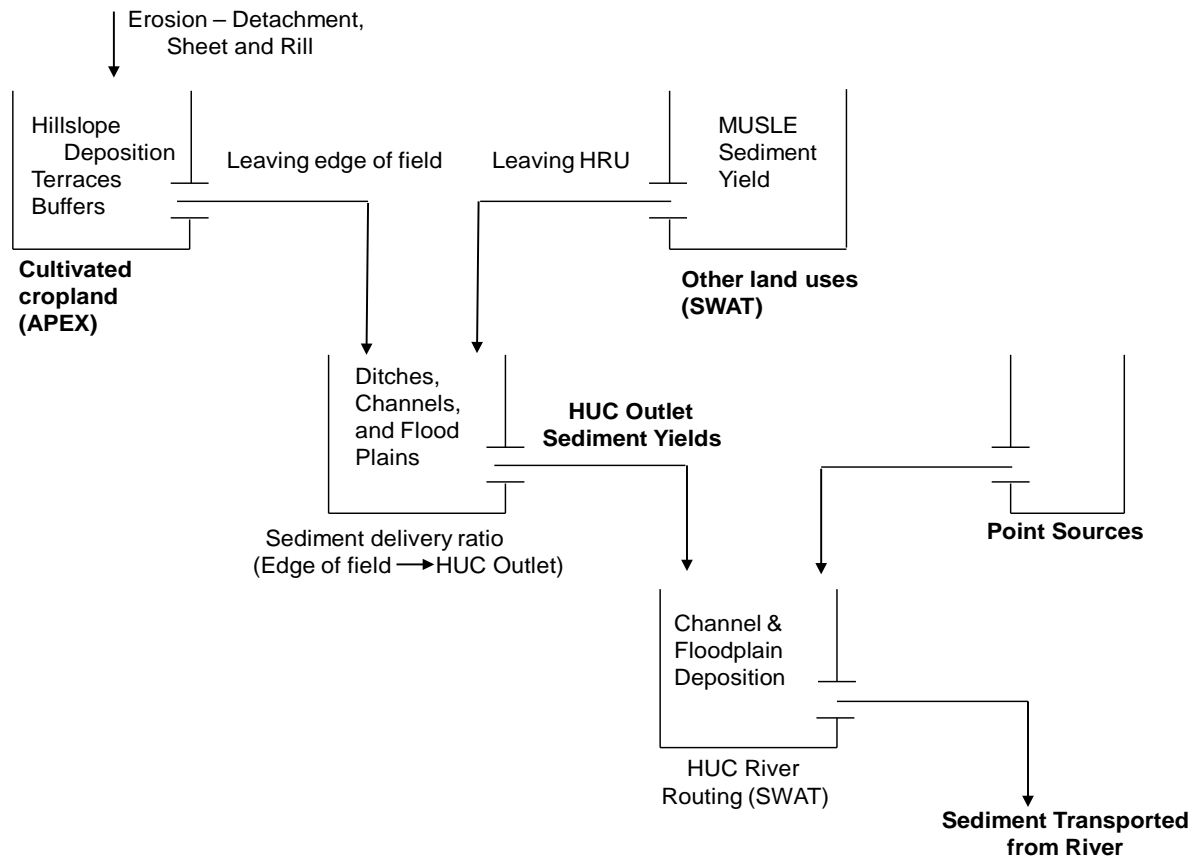 Erosion – Detachment,
Sheet and Rill
Hillslope
Deposition
Terraces
Buffers
Leaving edge of field
Leaving HRU
MUSLE
Sediment
Yield
Cultivated
cropland
(APEX)
Other land uses
(SWAT)
Ditches,
Channels,
and Flood
Plains
HUC Outlet
Sediment Yields
Sediment delivery ratio
(Edge of field → HUC Outlet)
Point Sources
Channel &
Floodplain
Deposition
HUC River
Routing (SWAT)
Sediment Transported
from River